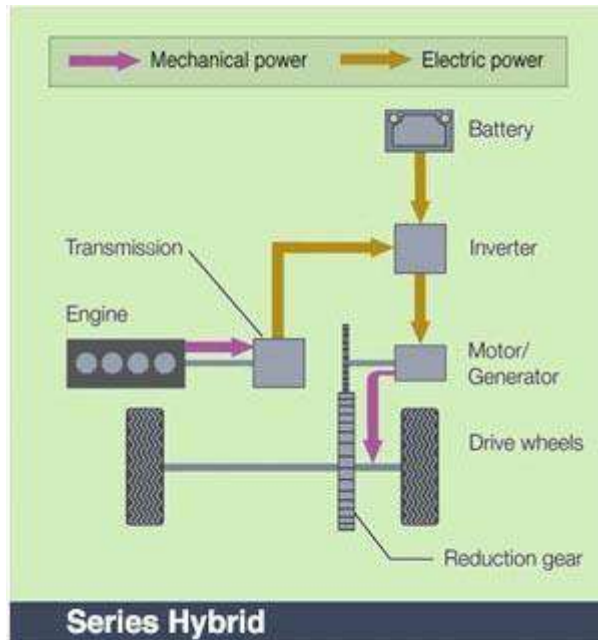 Mechanical power
Electric power
Battery
Transmission
Inverter
Engine
Motor/
Generator
Drive wheels
Reduction gear
Series Hybrid